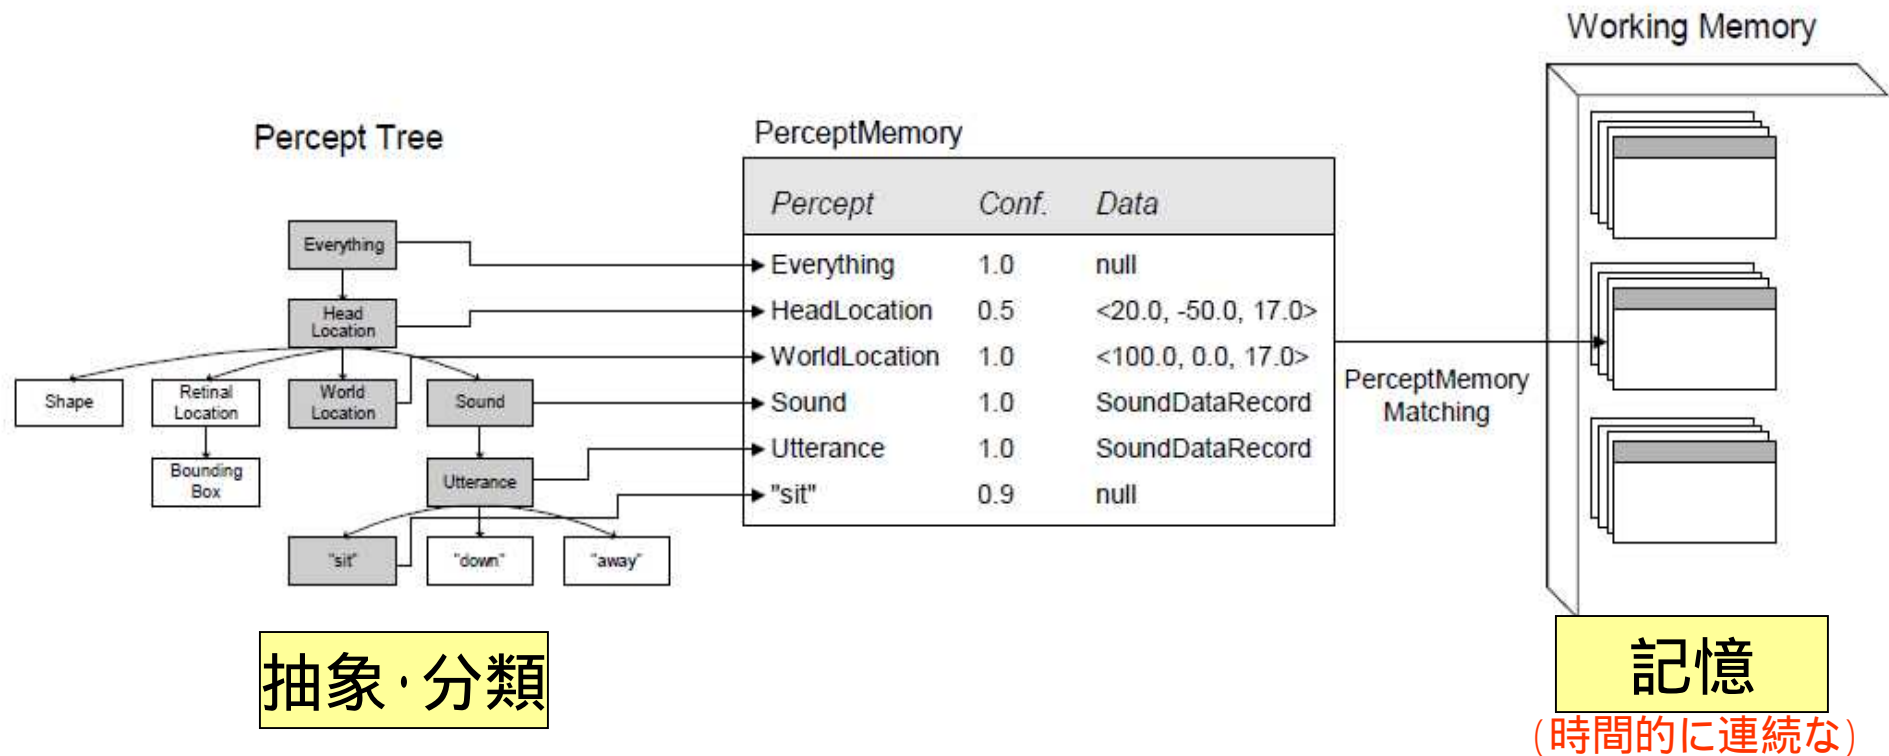 Working Memory
Percept Tree
PerceptMemory
Percept Conf. Data
Everything 1.0 null
HeadLocation 0.5 <20.0, -50.0, 17.0>
WorldLocation 1.0 <100.0, 0.0, 17.0>
Sound 1.0 SoundDataRecord
Utterance 1.0 SoundDataRecord
"sit" 0.9 null
Everything
Head
Location
Shape
Retinal
Location
World
Location
Sound
Bounding
Box
Utterance
"sit"
"down"
"away"
PerceptMemory
Matching
抽象・分類
記憶
(時間的に連続な)